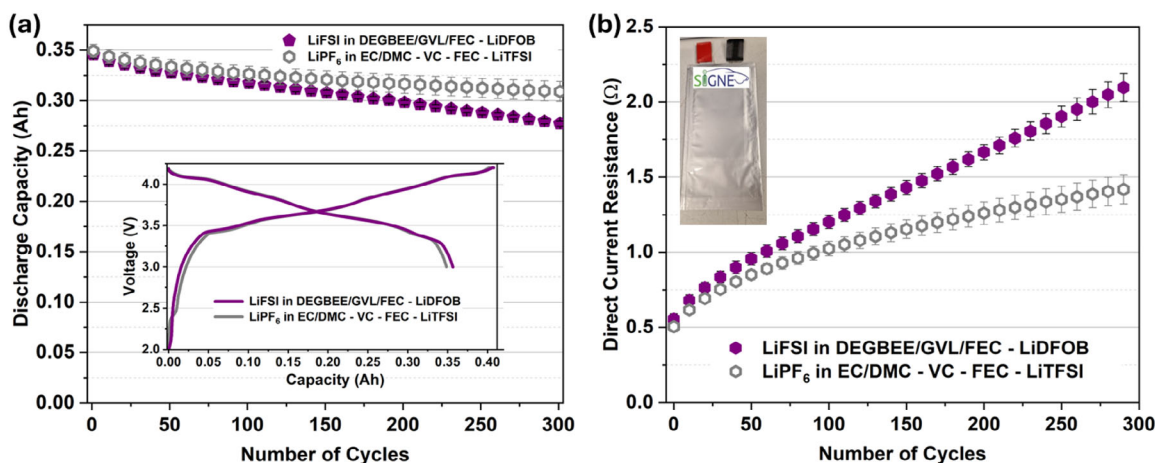 (a)
LiFSI in DEGBEE/GVL/FEC - LiDFOB
LiPF6 in EC/DMC - VC - FEC - LiTFSI
Discharge Capacity (Ah)
0.35
0.30
0.25
0.20
0.15
0.10
0.05
0.00
0
50
100
150
200
250
300
Number of Cycles
Voltage (V)
4.0
3.5
3.0
2.5
2.0
LiFSI in DEGBEE/GVL/FEC - LiDFOB
LiPF6 in EC/DMC - VC - FEC - LiTFSI
0.00
0.05
0.10
0.15
0.20
0.25
0.30
0.35
0.40
Capacity (Ah)
(b)
SiGNE
Direct Current Resistance (Ω)
2.5
2.0
1.5
1.0
0.5
0.0
LiFSI in DEGBEE/GVL/FEC - LiDFOB
LiPF6 in EC/DMC - VC - FEC - LiTFSI
0
50
100
150
200
250
300
Number of Cycles